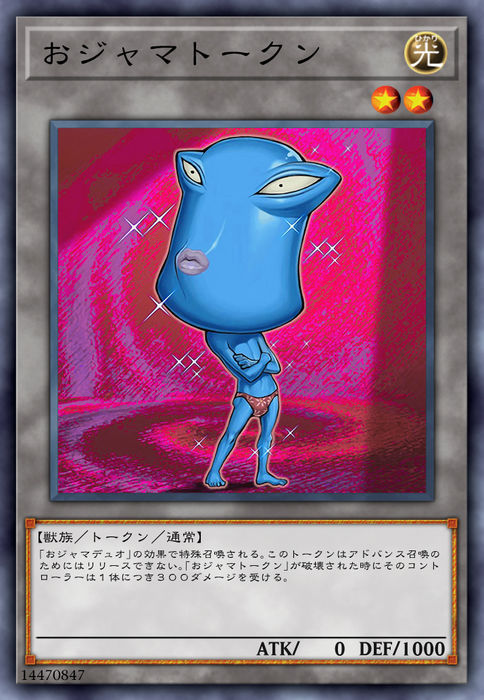 おジャマトークン
ひかり
光
【獣族／トークン／通常】
「おジャマデュオ」の効果で特殊召喚される。このトークンはアドバンス召喚の
ためにはリリースできない。「おジャマトークン」が破壊された時にそのコント
ローラーは１体につき３００ダメージを受ける。
ATK/ 0 DEF/1000
14470847